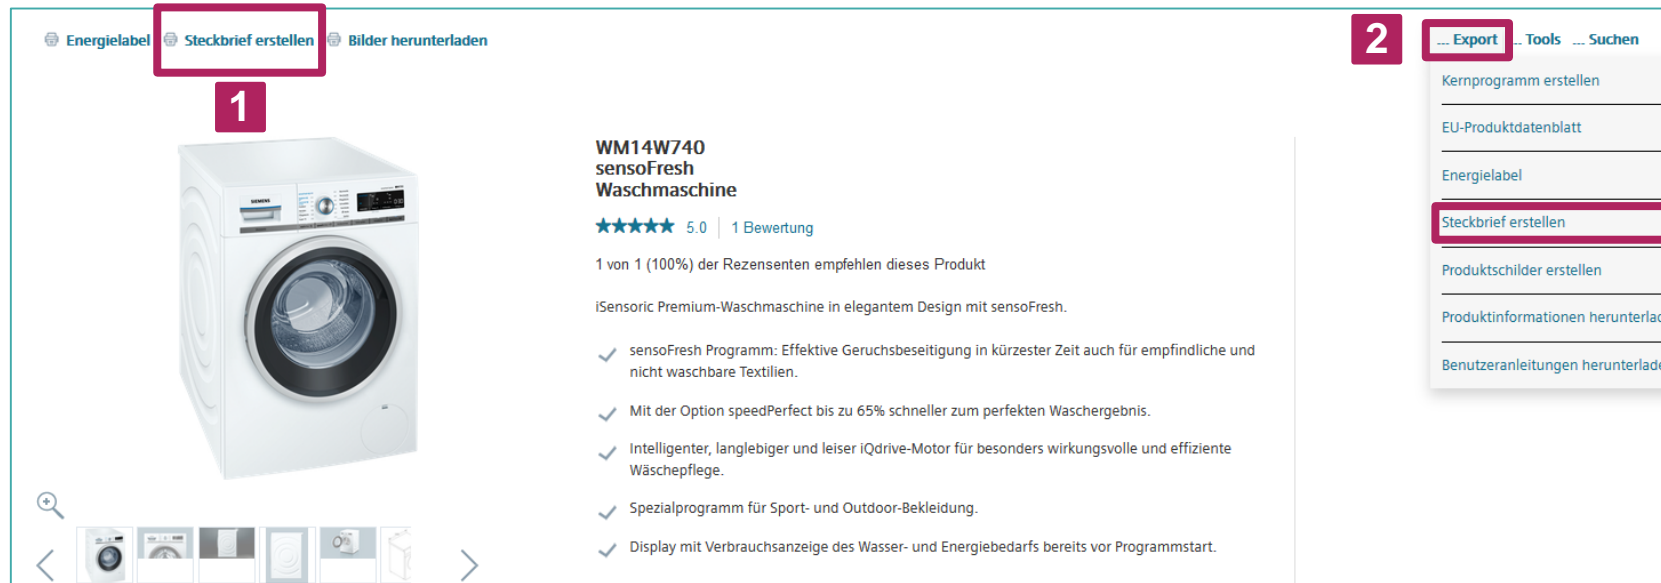 Energielabel Steckbrief erstellen Bilder herunterladen
1
2
... Export ... Tools ... Suchen
Kernprogramm erstellen
EU-Produktdatenblatt
Energielabel
Steckbrief erstellen
Produktschilder erstellen
Produktinformationen herunterlad
Benutzeranleitungen herunterlade
SIEMENS
WM14W740
sensoFresh
Waschmaschine
5.0 1 Bewertung
1 von 1 (100%) der Rezensenten empfehlen dieses Produkt
iSensoric Premium-Waschmaschine in elegantem Design mit sensoFresh.
sensoFresh Programm: Effektive Geruchsbeseitigung in kürzester Zeit auch für empfindliche und
nicht waschbare Textilien.
Mit der Option speedPerfect bis zu 65% schneller zum perfekten Waschergebnis.
Intelligenter, langlebiger und leiser iQdrive-Motor für besonders wirkungsvolle und effiziente
Wäschepflege.
Spezialprogramm für Sport- und Outdoor-Bekleidung.
Display mit Verbrauchsanzeige des Wasser- und Energiebedarfs bereits vor Programmstart.